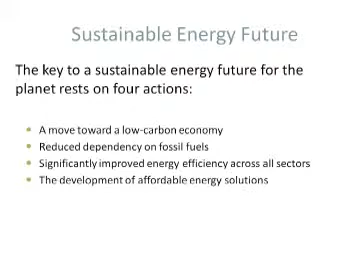 Sustainable Energy Future
The key to a sustainable energy future for the
planet rests on four actions:
A move toward a low-carbon economy
Reduced dependency on fossil fuels
Significantly improved energy efficiency across all sectors
The development of affordable energy solutions